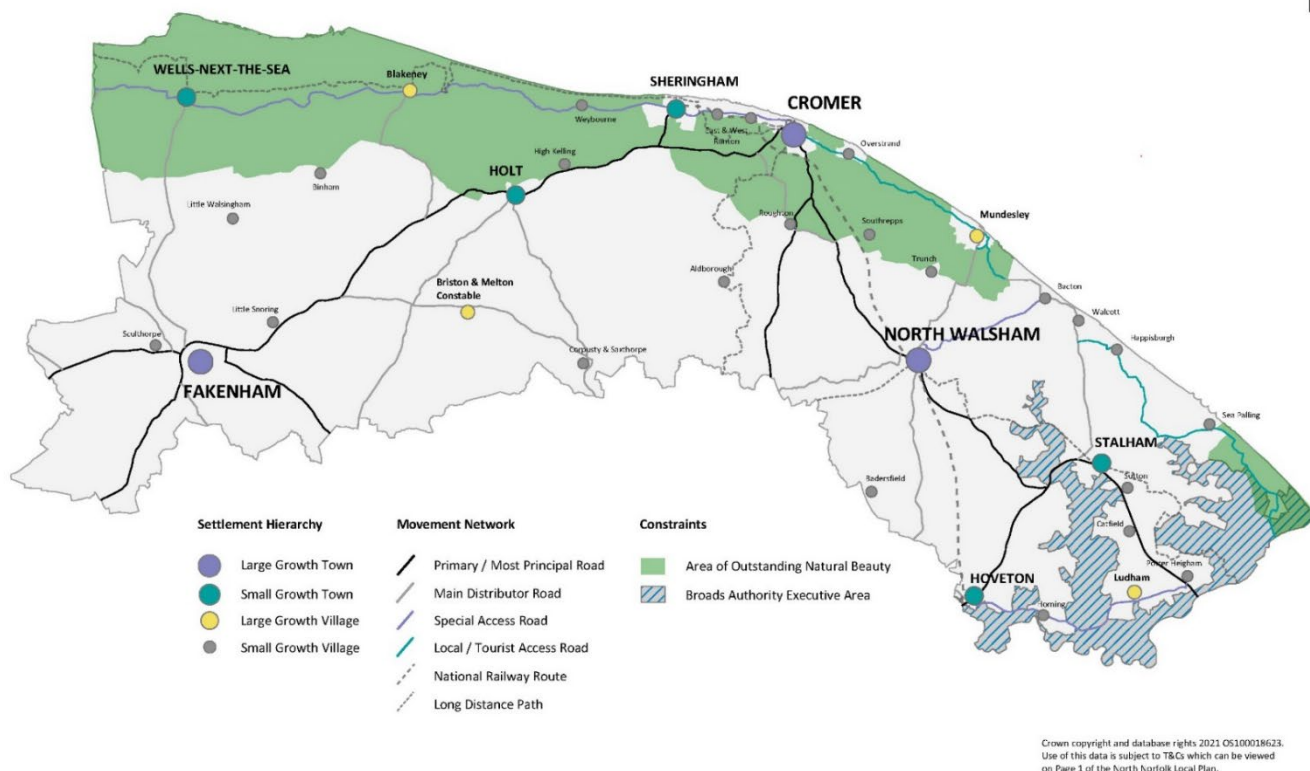 WELLS-NEXT-THE-SEA
Blakeney
SHERINGHAM
CROMER
Weybourne
East & West
Runton
Overstrand
High Kelling
HOLT
Binham
Little Walsingham
Roughton
Southrepps
Mundesley
Trunch
Aldborough
Bacton
Briston & Melton
Constable
Walcott
Little Snoring
Happisburgh
Sculthorpe
NORTH WALSHAM
FAKENHAM
Corpusty & Saxthorpe
Sea Palling
STALHAM
Sutton
Badersfield
Catfield
Potter Heigham
HOVETON
Ludham
Horning
Settlement Hierarchy
Large Growth Town
Small Growth Town
Large Growth Village
Small Growth Village
Movement Network
Primary / Most Principal Road
Main Distributor Road
Special Access Road
Local / Tourist Access Road
National Railway Route
Long Distance Path
Constraints
Area of Outstanding Natural Beauty
Broads Authority Executive Area
Crown copyright and database rights 2021 OS100018623.
Use of this data is subject to T&Cs which can be viewed
on Page 1 of the North Norfolk Local Plan.